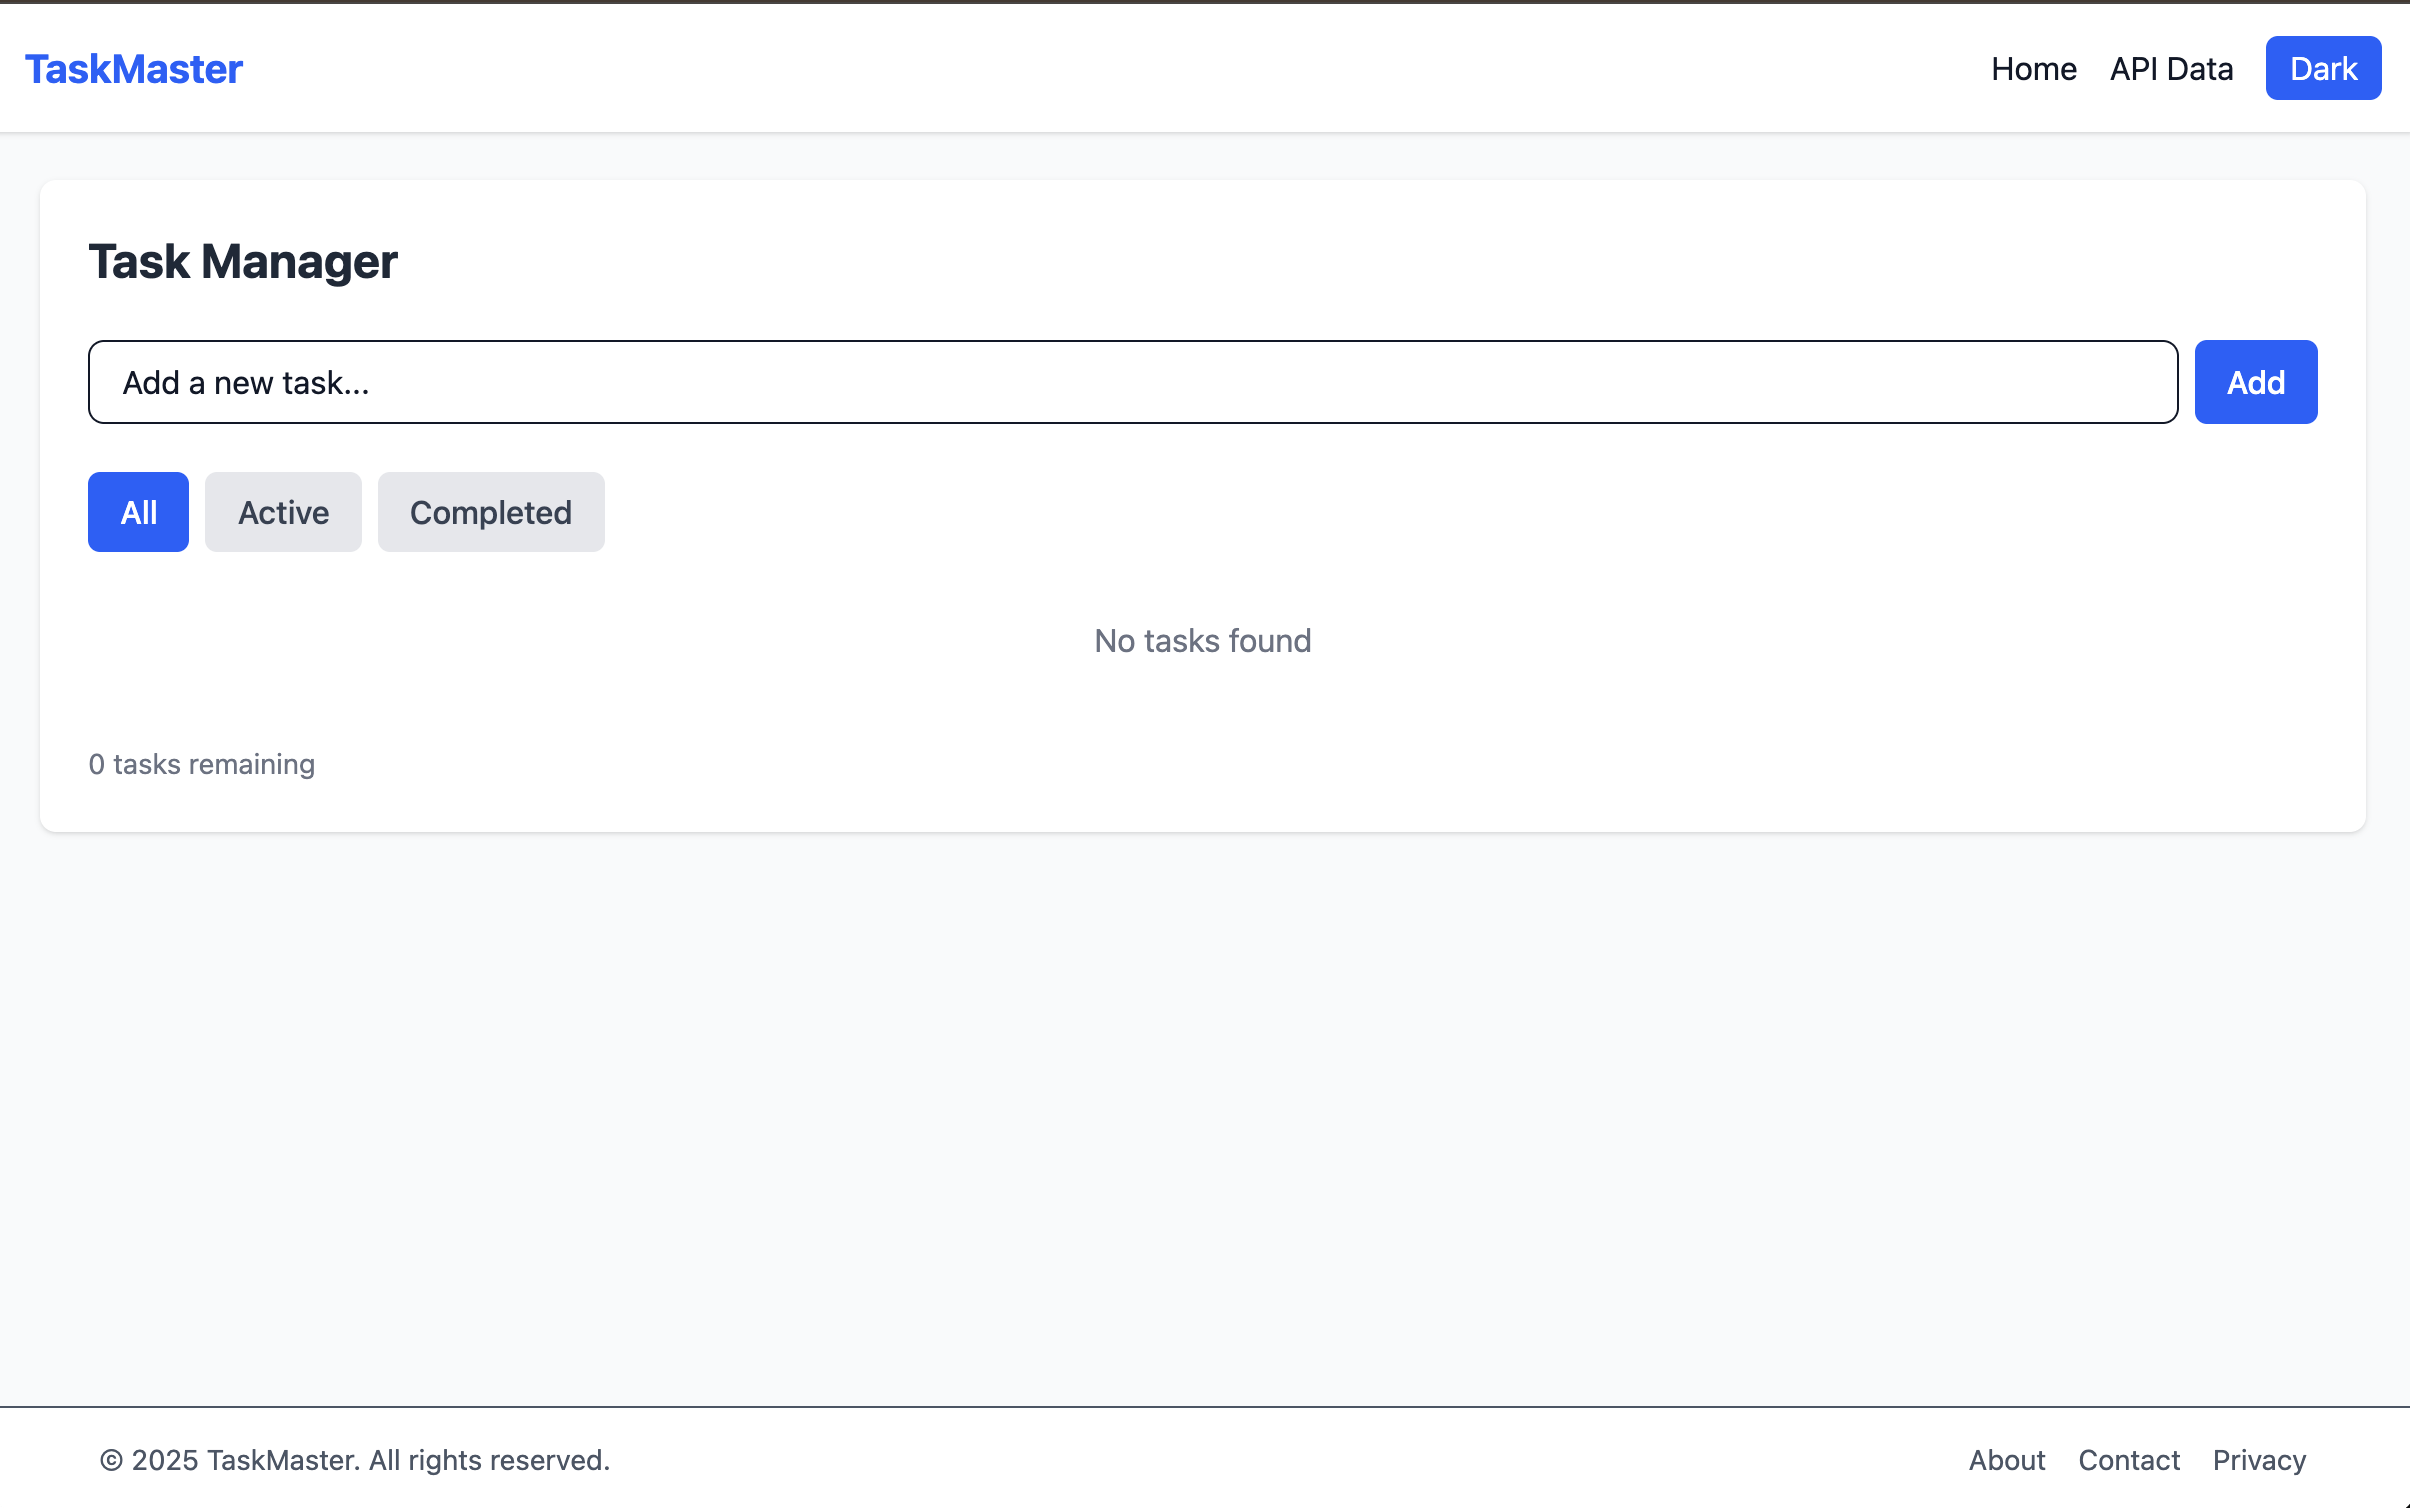 TaskMaster
Home API Data Dark
Task Manager
Add a new task...
Add
All Active Completed
No tasks found
0 tasks remaining
© 2025 TaskMaster. All rights reserved.
About Contact Privacy